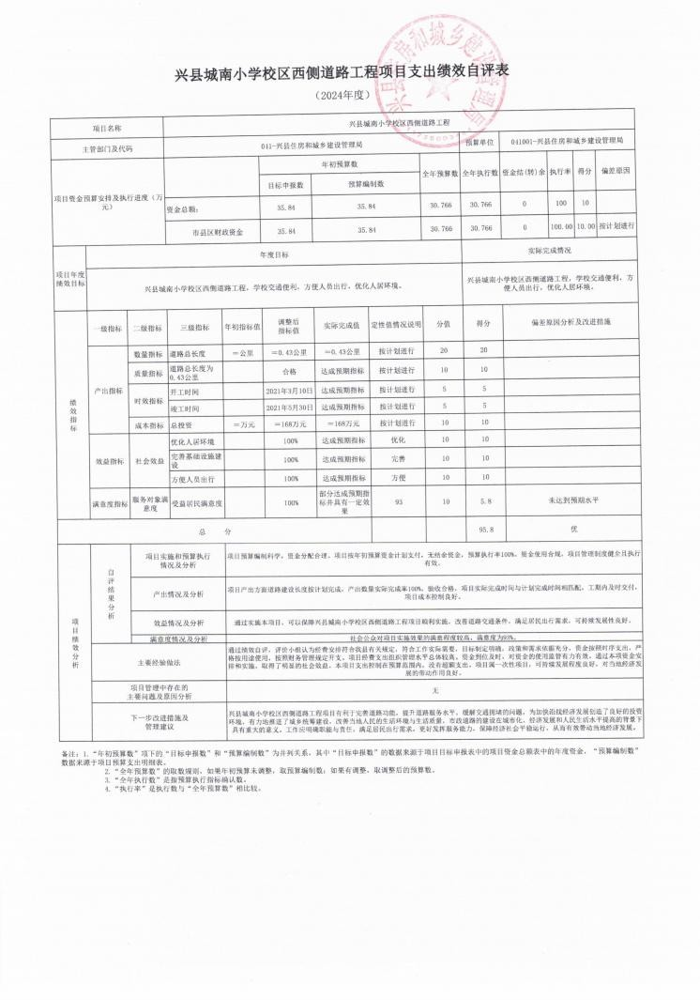 兴县城南小学校区西侧道路工程项目支出绩效自评表
（2024年度）
项目名称 兴县城南小学校区西侧道路工程
主管部门及代码 041-兴县住房和城乡建设管理局 预算单位 041001-兴县住房和城乡建设管理局
项目资金预算安排及执行进度（万元） 年初预算数 全年预算数 全年执行数 资金结(转)余 执行率 得分 偏差原因
目标申报数 预算编制数
资金总额: 35.84 35.84 30.766 30.766 0 100 10
市县区财政资金 35.84 35.84 30.766 30.766 0 100.00 10.00 按计划进行
项目年度绩效目标 年度目标 实际完成情况
兴县城南小学校区西侧道路工程，学校交通便利，方便人员出行，优化人居环境。 兴县城南小学校区西侧道路工程，学校交通便利，方便人员出行，优化人居环境。
绩效指标 一级指标 二级指标 三级指标 年初指标值 调整后指标值 实际完成值 定性值情况说明 分值 得分 偏差原因分析及改进措施
产出指标 数量指标 道路总长度 ＝公里 ＝0.43公里 ＝0.43公里 按计划进行 20 20
质量指标 道路总长度为0.43公里 合格 达成预期指标 按计划进行 10 10
时效指标 开工时间 2021年3月10日 达成预期指标 按计划进行 5 5
竣工时间 2021年5月30日 达成预期指标 按计划进行 5 5
成本指标 总投资 ＝万元 ＝168万元 ＝168万元 按计划进行 10 10
效益指标 社会效益 优化人居环境 100% 达成预期指标 优化 10 10
完善基础设施建设 100% 达成预期指标 完善 10 10
方便人员出行 100% 达成预期指标 方便 10 10
满意度指标 服务对象满意度 受益居民满意度 100% 部分达成预期指标并具有一定效果 93 10 5.8 未达到预期水平
总 分 95.8 优
项目绩效分析 自评结果分析 项目实施和预算执行情况及分析 项目预算编制科学，资金分配合理，项目按年初预算资金计划支付，无结余资金，预算执行率100%。资金使用合规，项目管理制度健全且执行有效。
产出情况及分析 项目产出方面道路建设长度按计划完成，产出数量实际完成率100%，验收合格，项目实际完成时间与计划完成时间相匹配，工期内及时交付，项目成本控制良好。
效益情况及分析 通过实施本项目，可以保障兴县城南小学校区西侧道路工程项目顺利实施，改善道路交通条件，满足居民出行需求，可持续发展性良好。
满意度情况及分析 社会公众对项目实施效果的满意程度较高，满意度为93%。
主要经验做法 通过绩效自评，评价小组认为经费安排符合我县有关规定，符合工作实际需要，目标制定明确，政策和需求依据充分，资金按照时序支出，严格按用途使用，按照财务管理规定开支。项目经费支出组织管理水平总体较高，资金到位及时，对资金的使用监管有力有效。通过本项资金安排和实施，取得了明显的社会效益，本项目支出控制在预算范围内，没有超额支出。项目属一次性项目，可持续发展程度良好，对当地经济发展的带动作用良好。
项目管理中存在的主要问题及原因分析 无
下一步改进措施及管理建议 兴县城南小学校区西侧道路工程项目有利于完善道路功能，提升道路服务水平，缓解交通拥堵的问题，为加快沿线经济发展创造了良好的投资环境，有力地推进了城乡统筹建设，改善当地人民的生活环境与生活质量。市政道路的建设在城市化、经济发展和人民生活水平提高的背景下具有重大的意义。工作应明确职能与责任，满足居民出行需求，更好发挥服务能力，保障经济社会平稳运行，从而有效带动当地经济发展。
备注：1.“年初预算数”项下的“目标申报数”和“预算编制数”为并列关系，其中“目标申报数”的数据来源于项目目标申报表中的项目资金总额表中的年度资金，“预算编制数”
数据来源于项目预算支出明细表。
2.“全年预算数”的取数规则，如果年初预算未调整，取预算编制数；如果有调整，取调整后的预算数。
3.“全年执行数”是指预算执行指标确认数。
4.“执行率”是执行数与“全年预算数”相比较。